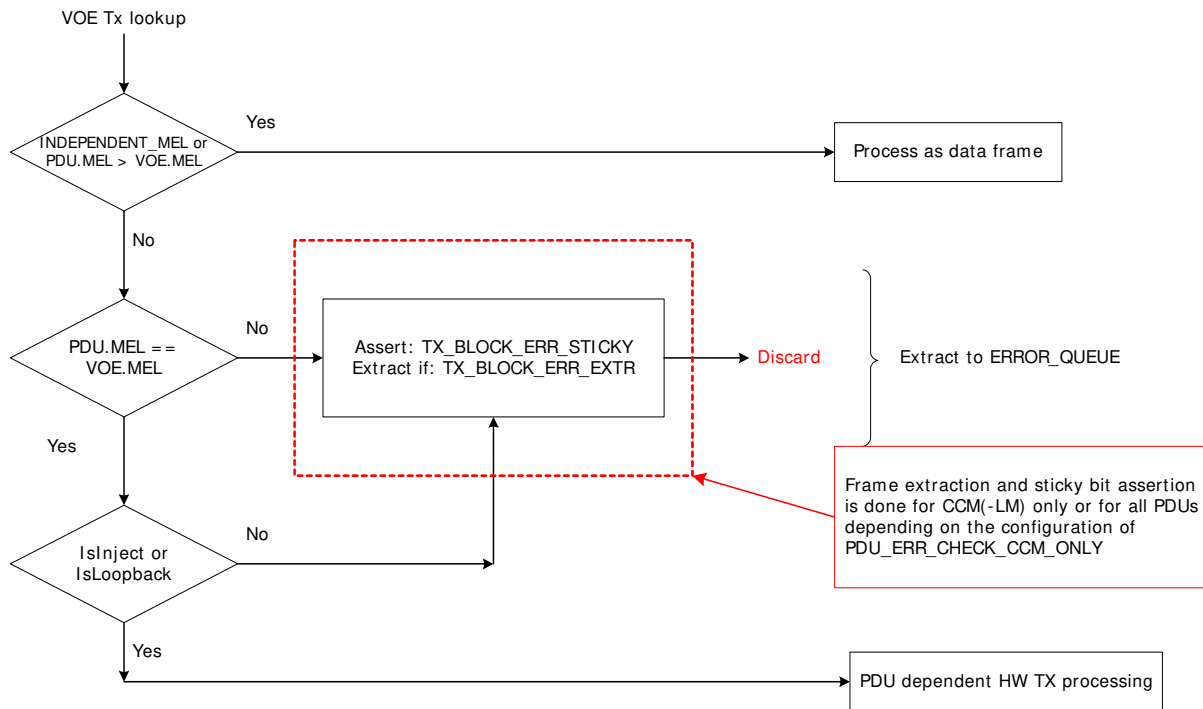 VOE Tx lookup
Yes
INDEPENDENT_MEL or
PDU.MEL > VOE.MEL
Process as data frame
No
No
PDU.MEL ==
VOE.MEL
Assert: TX_BLOCK_ERR_STICKY
Extract if: TX_BLOCK_ERR_EXTR
Discard
Extract to ERROR_QUEUE
Yes
Frame extraction and sticky bit assertion
is done for CCM(-LM) only or for all PDUs
depending on the configuration of
PDU_ERR_CHECK_CCM_ONLY
No
IsInject or
IsLoopback
Yes
PDU dependent HW TX processing